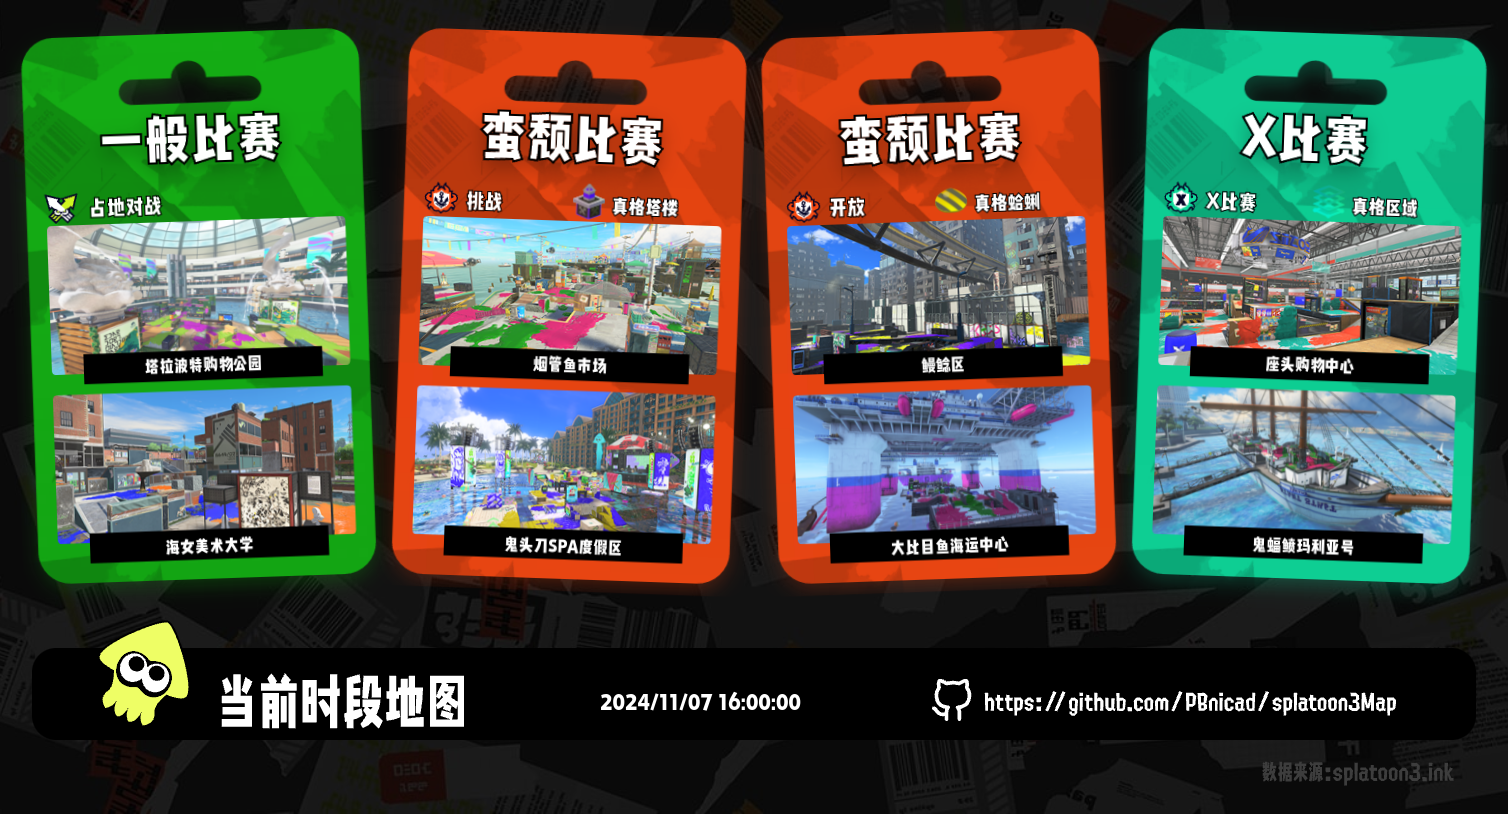 一般比赛
占地对战
塔拉波特购物公园
海女美术大学
蛮颓比赛
挑战
真格塔楼
烟管鱼市场
鬼头刀SPA度假区
蛮颓比赛
开放
真格蛤蜊
鳗鲶区
大比目鱼海运中心
X比赛
X比赛
真格区域
座头购物中心
鬼蝠鲼玛利亚号
当前时段地图
2024/11/07 16:00:00
https://github.com/PBnicad/splatoon3Map
数据来源:splatoon3.ink